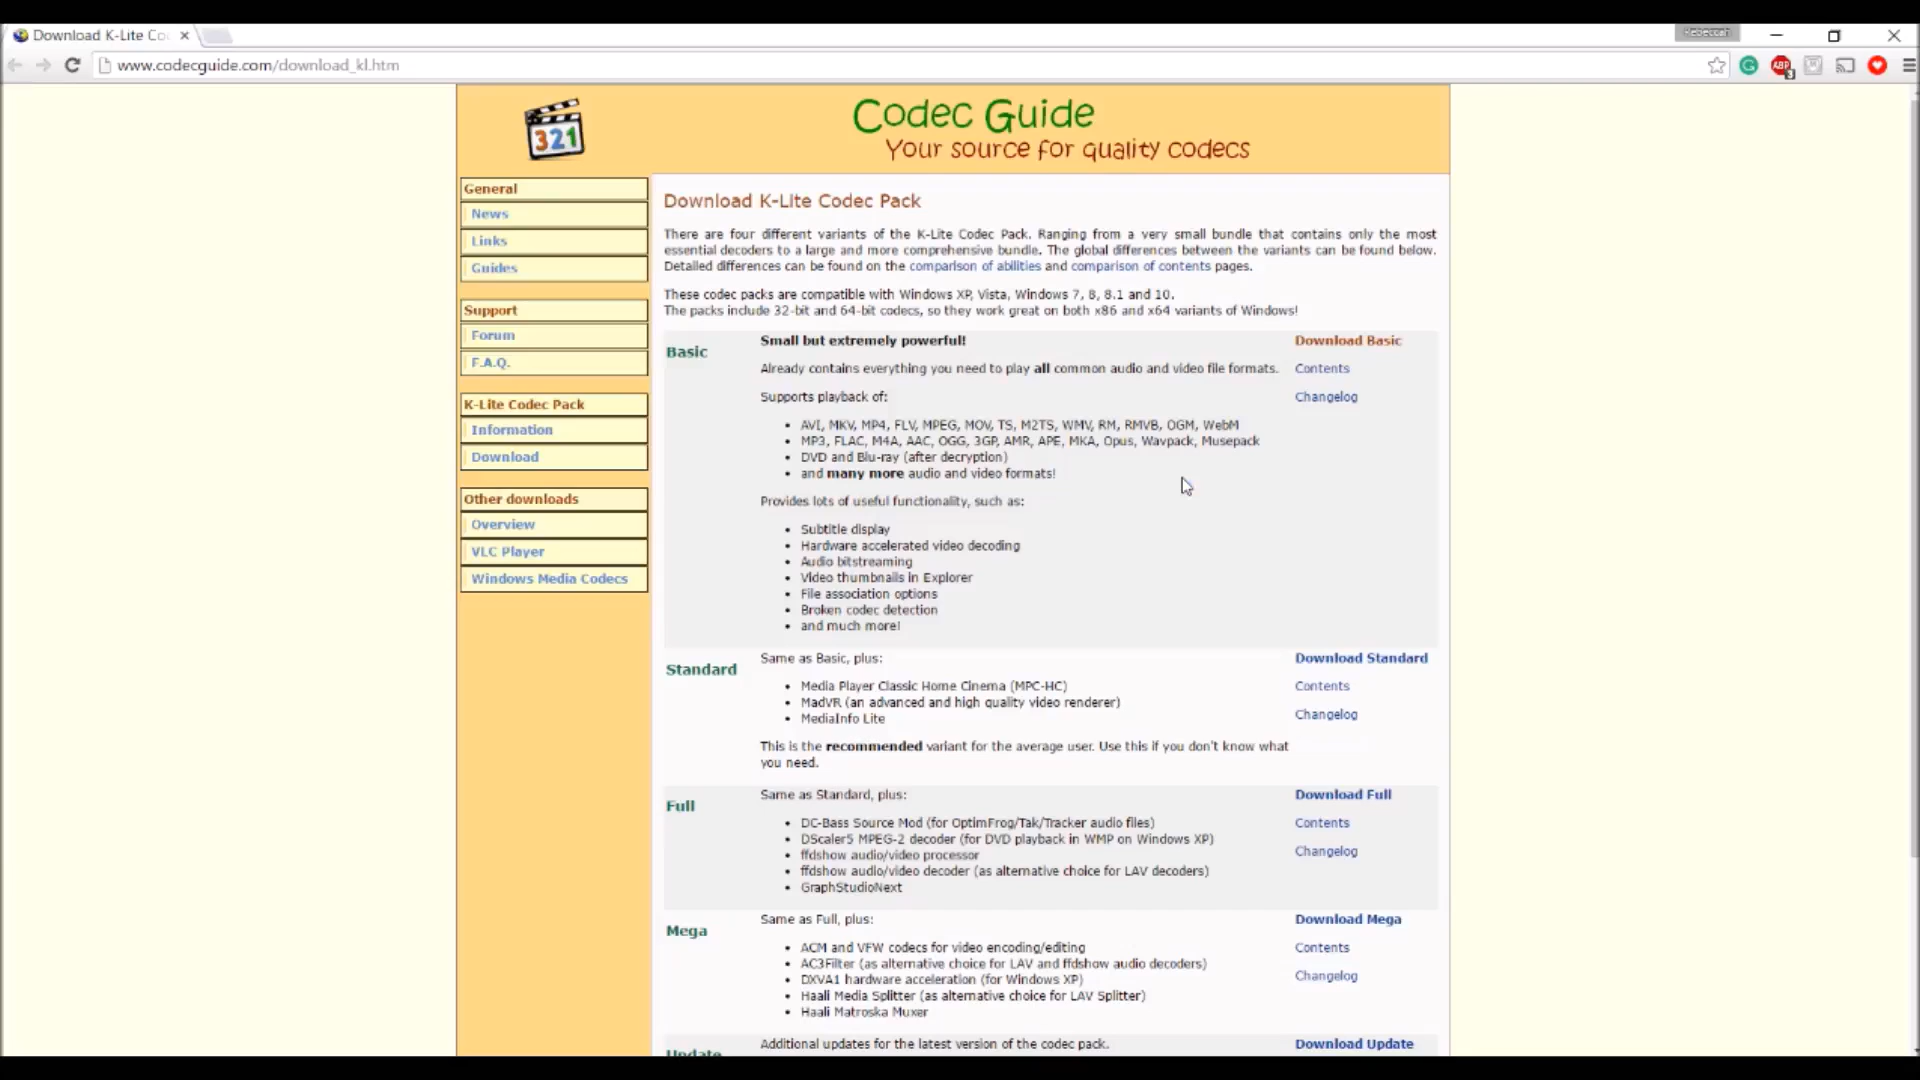 Download K-Lite Co
Rebeccah
www.codecguide.com/download_kl.htm
ABP
3
321
Codec Guide
Your source for quality codecs
General
News
Links
Guides
Support
Forum
F.A.Q.
K-Lite Codec Pack
Information
Download
Other downloads
Overview
VLC Player
Windows Media Codecs
Download K-Lite Codec Pack
There are four different variants of the K-Lite Codec Pack. Ranging from a very small bundle that contains only the most
essential decoders to a large and more comprehensive bundle. The global differences between the variants can be found below.
Detailed differences can be found on the comparison of abilities and comparison of contents pages.
These codec packs are compatible with Windows XP, Vista, Windows 7, 8, 8.1 and 10.
The packs include 32-bit and 64-bit codecs, so they work great on both x86 and x64 variants of Windows!
Basic
Small but extremely powerful!
Already contains everything you need to play all common audio and video file formats.
Supports playback of:
• AVI, MKV, MP4, FLV, MPEG, MOV, TS, M2TS, WMV, RM, RMVB, OGM, WebM
• MP3, FLAC, M4A, AAC, OGG, 3GP, AMR, APE, MKA, Opus, Wavpack, Musepack
• DVD and Blu-ray (after decryption)
• and many more audio and video formats!
Provides lots of useful functionality, such as:
• Subtitle display
• Hardware accelerated video decoding
• Audio bitstreaming
• Video thumbnails in Explorer
• File association options
• Broken codec detection
• and much more!
Download Basic
Contents
Changelog
Standard
Same as Basic, plus:
• Media Player Classic Home Cinema (MPC-HC)
• MadVR (an advanced and high quality video renderer)
• MediaInfo Lite
This is the recommended variant for the average user. Use this if you don't know what
you need.
Download Standard
Contents
Changelog
Full
Same as Standard, plus:
• DC-Bass Source Mod (for OptimFrog/Tak/Tracker audio files)
• DScaler5 MPEG-2 decoder (for DVD playback in WMP on Windows XP)
• ffdshow audio/video processor
• ffdshow audio/video decoder (as alternative choice for LAV decoders)
• GraphStudioNext
Download Full
Contents
Changelog
Mega
Same as Full, plus:
• ACM and VFW codecs for video encoding/editing
• AC3Filter (as alternative choice for LAV and ffdshow audio decoders)
• DXVA1 hardware acceleration (for Windows XP)
• Haali Media Splitter (as alternative choice for LAV Splitter)
• Haali Matroska Muxer
Download Mega
Contents
Changelog
Update
Additional updates for the latest version of the codec pack.
Download Update